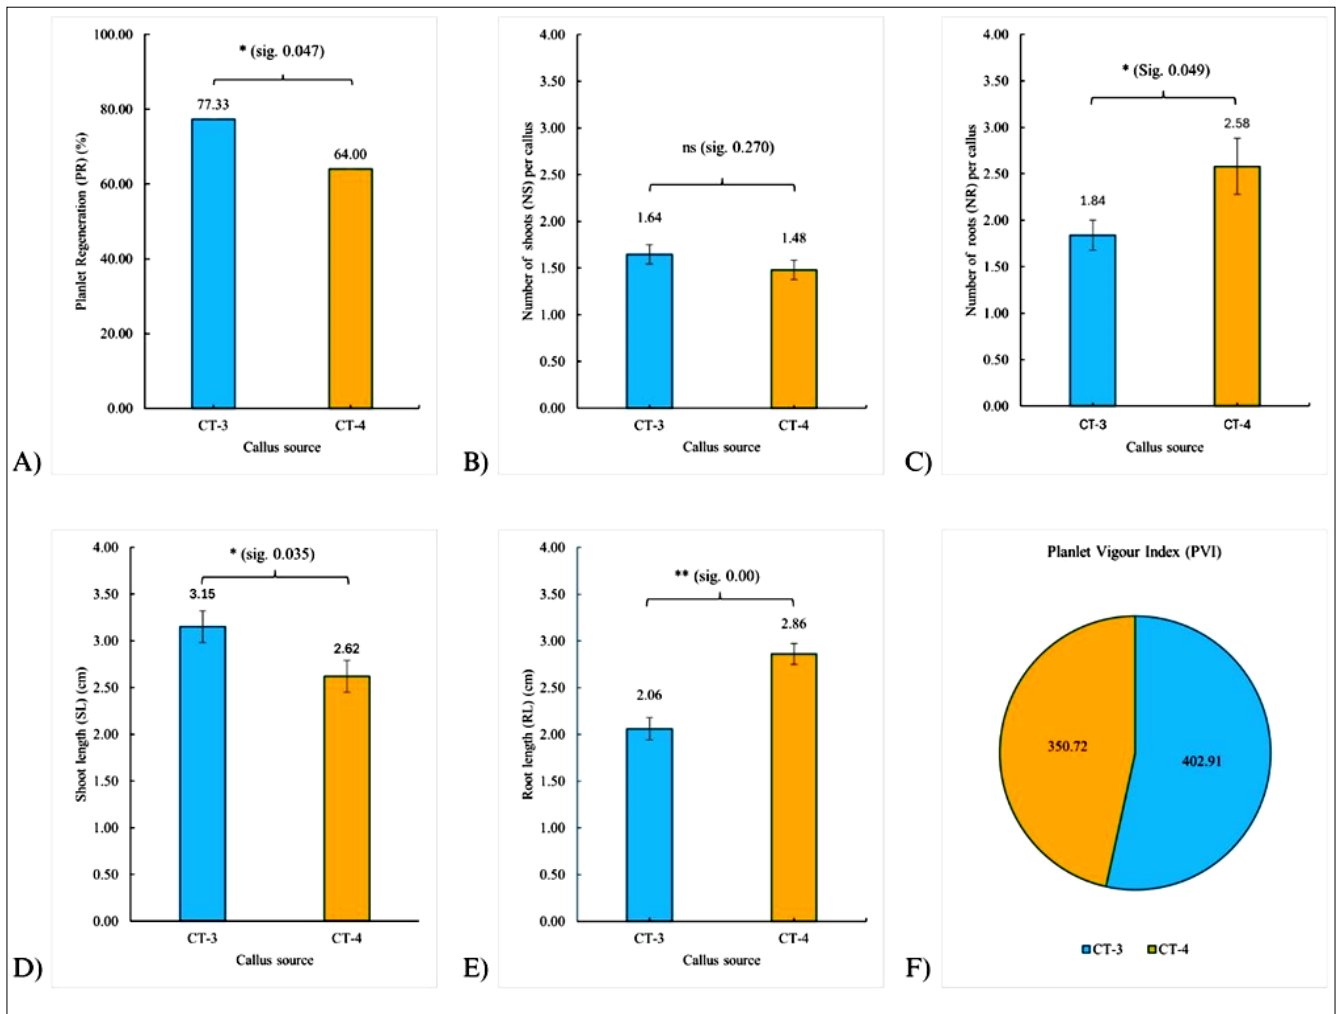 100.00
80.00
60.00
40.00
20.00
0.00
Planlet Regeneration (PR) (%)
* (sig. 0.047)
77.33
64.00
CT-3
CT-4
Callus source
A)
4.00
3.50
3.00
2.50
2.00
1.50
1.00
0.50
0.00
Number of shoots (NS) per callus
ns (sig. 0.270)
1.64
1.48
CT-3
CT-4
Callus source
B)
4.00
3.50
3.00
2.50
2.00
1.50
1.00
0.50
0.00
Number of roots (NR) per callus
* (Sig. 0.049)
1.84
2.58
CT-3
CT-4
Callus source
C)
4.00
3.50
3.00
2.50
2.00
1.50
1.00
0.50
0.00
Shoot length (SL) (cm)
* (sig. 0.035)
3.15
2.62
CT-3
CT-4
Callus source
D)
4.00
3.50
3.00
2.50
2.00
1.50
1.00
0.50
0.00
Root length (RL) (cm)
** (sig. 0.00)
2.06
2.86
CT-3
CT-4
Callus source
E)
Planlet Vigour Index (PVI)
350.72
402.91
CT-3
CT-4
F)